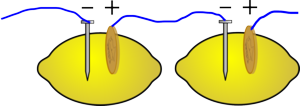 − + − +